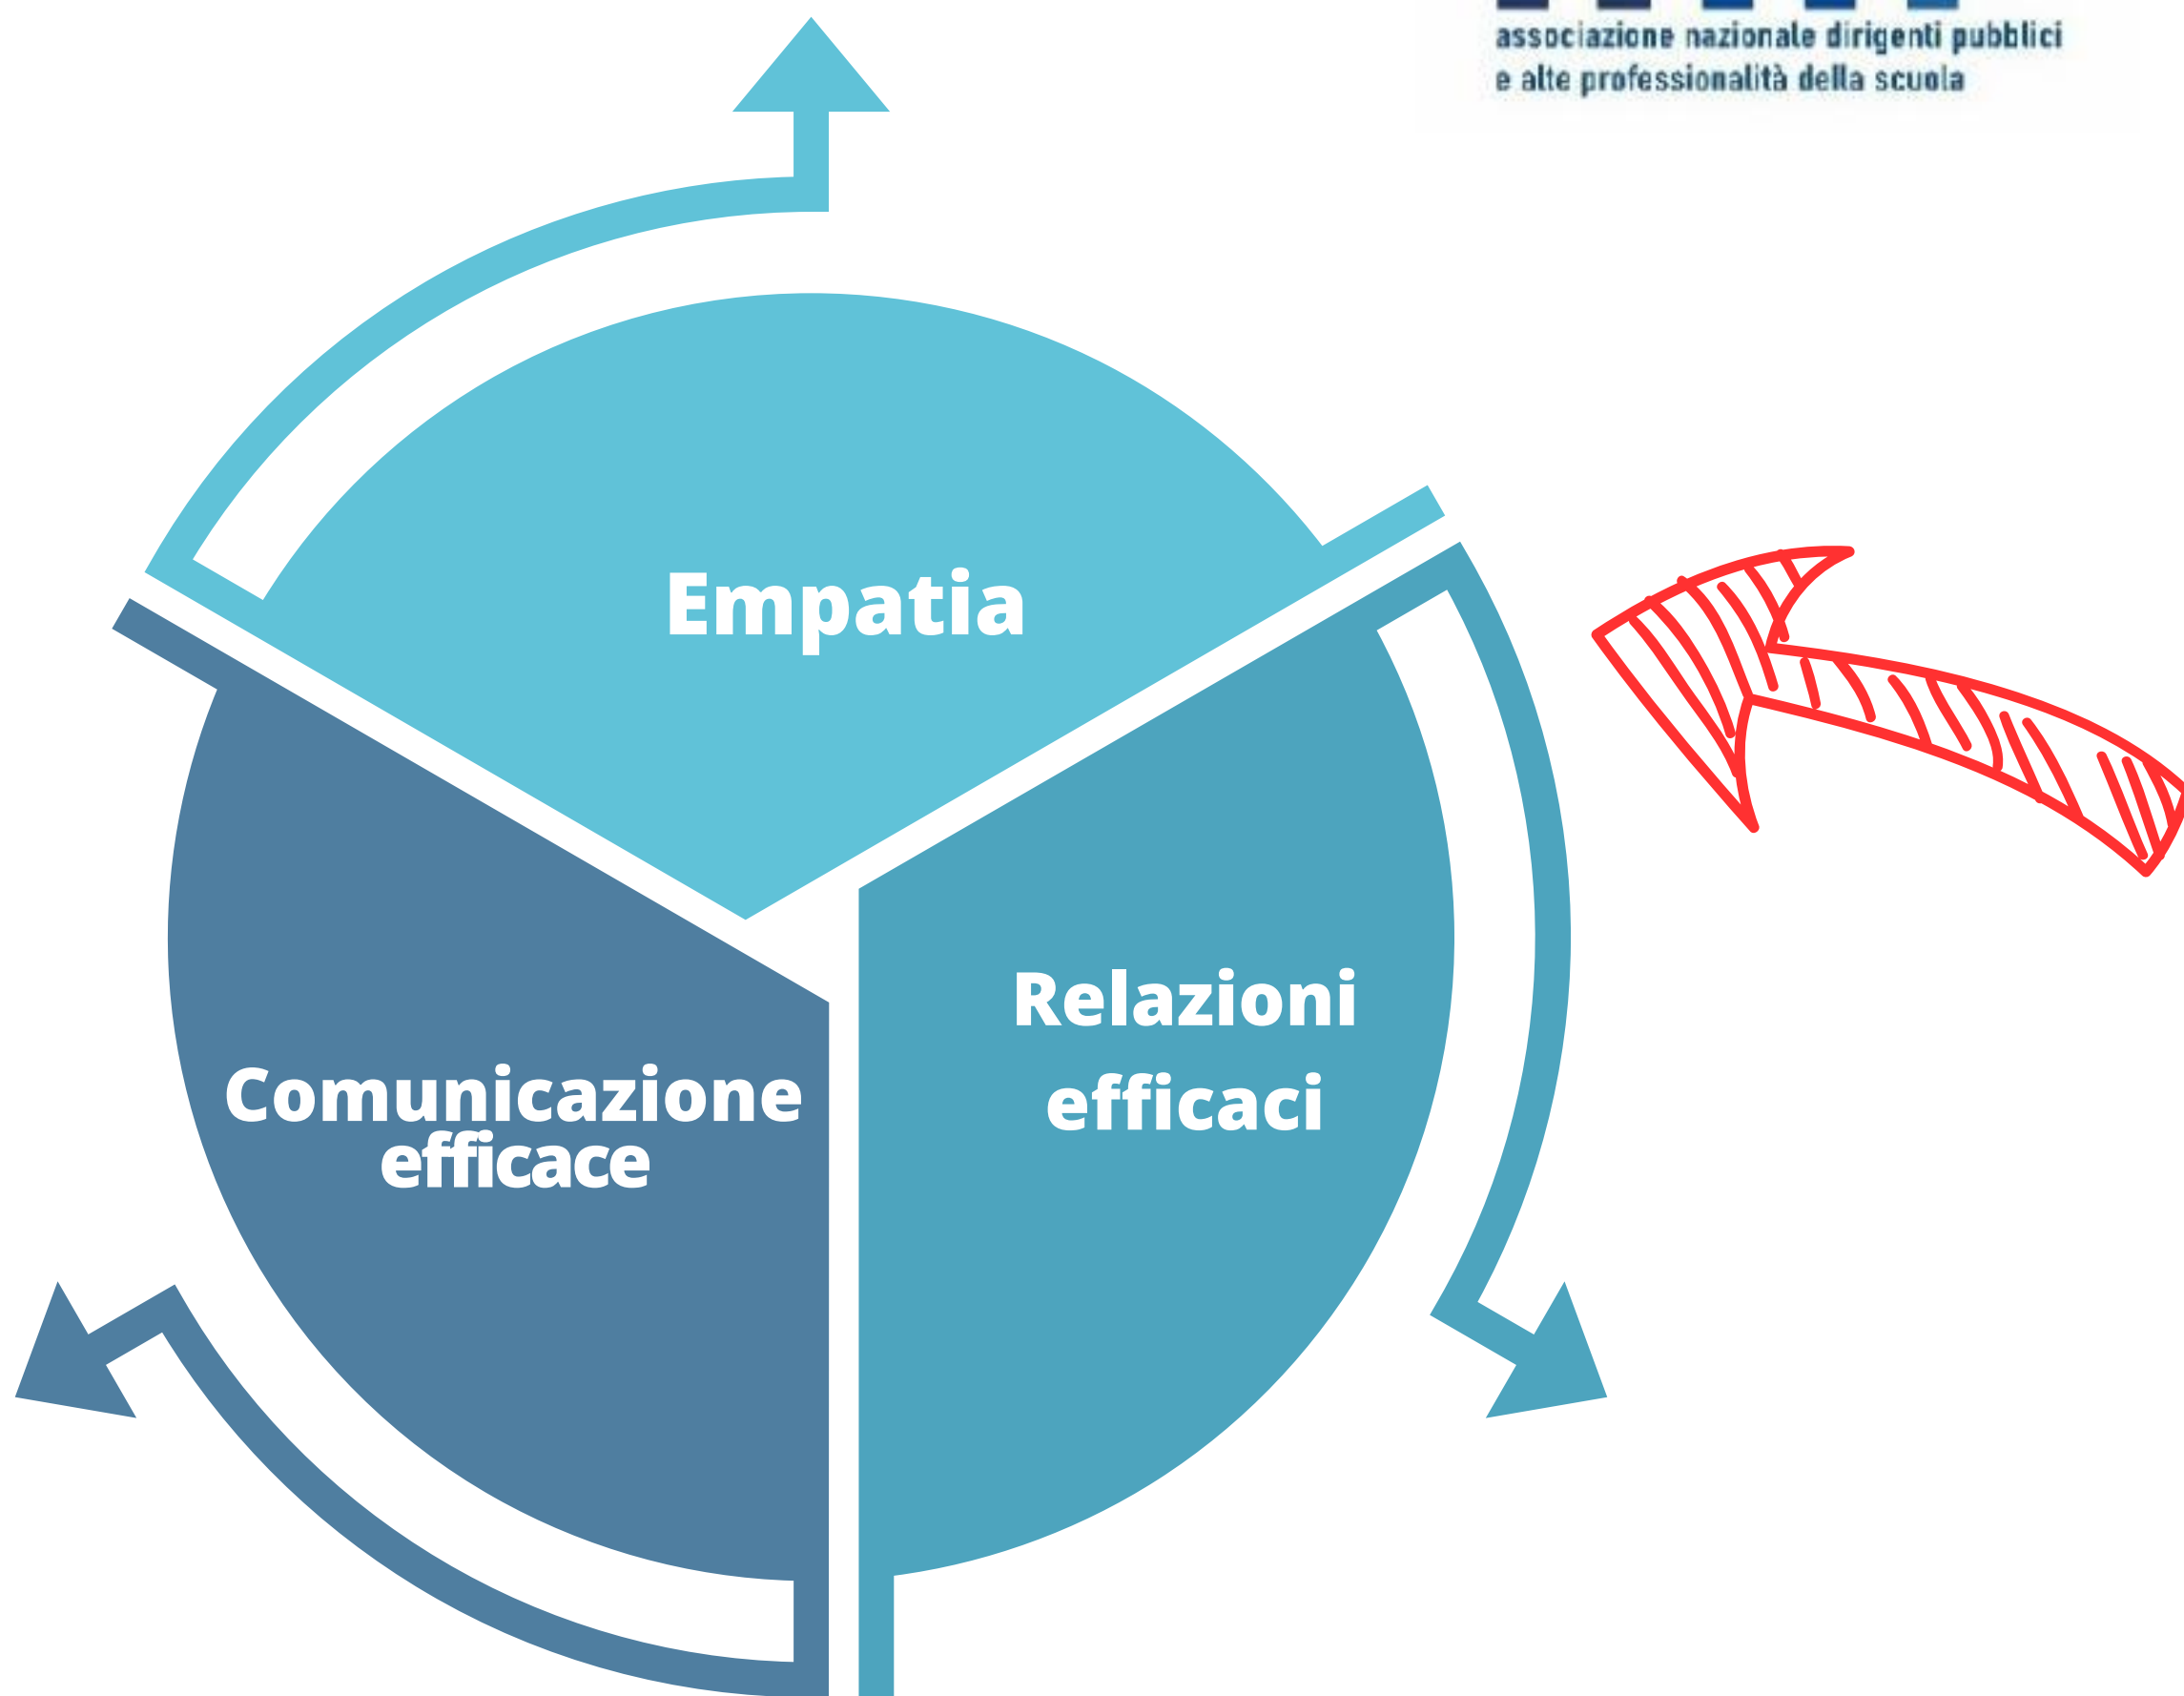 associazione nazionale dirigenti pubblici
e alte professionalità della scuola
Empatia
Relazioni
efficaci
Comunicazione
efficace